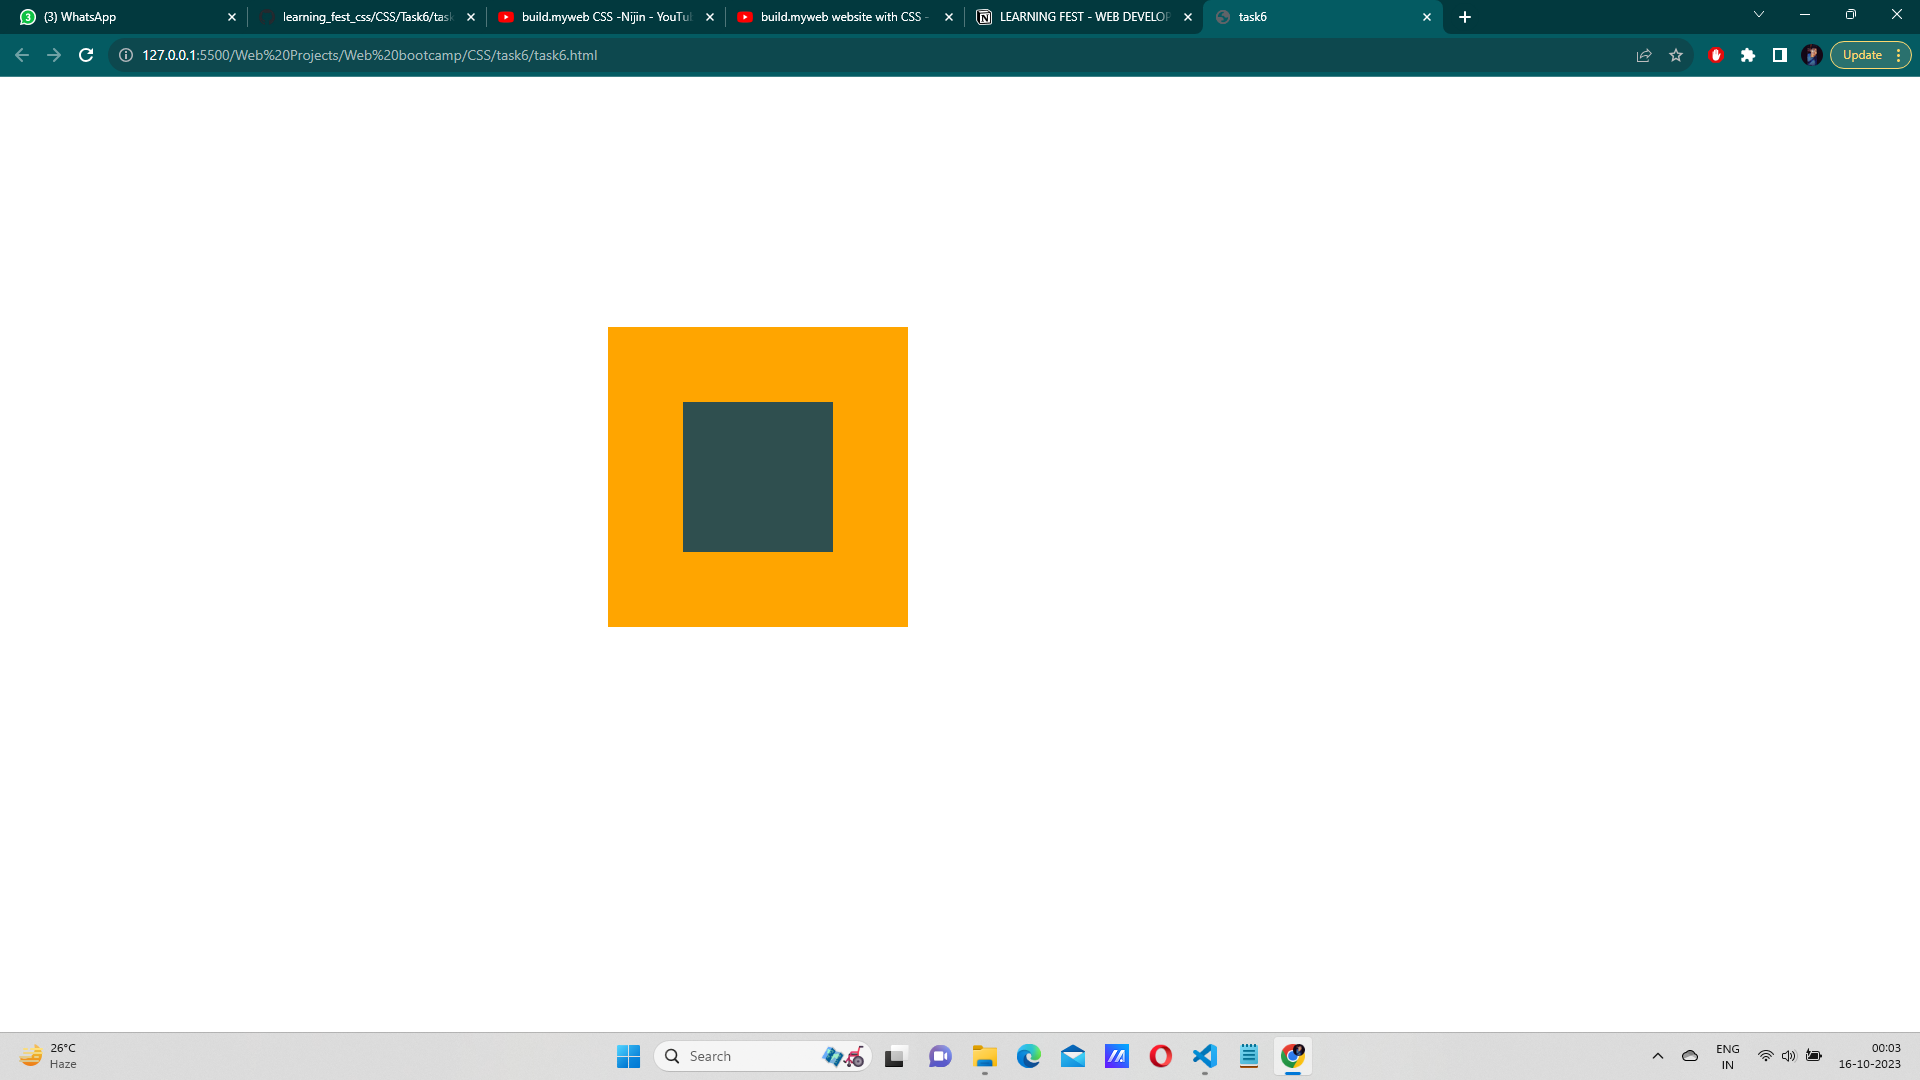 3 (3) WhatsApp
learning_fest_css/CSS/Task6/task
build.myweb CSS -Nijin - YouTu
build.myweb website with CSS -
LEARNING FEST - WEB DEVELOP
task6
127.0.0.1:5500/Web%20Projects/Web%20bootcamp/CSS/task6/task6.html
Update
26°C
Haze
Search
ENG
IN
00:03
16-10-2023